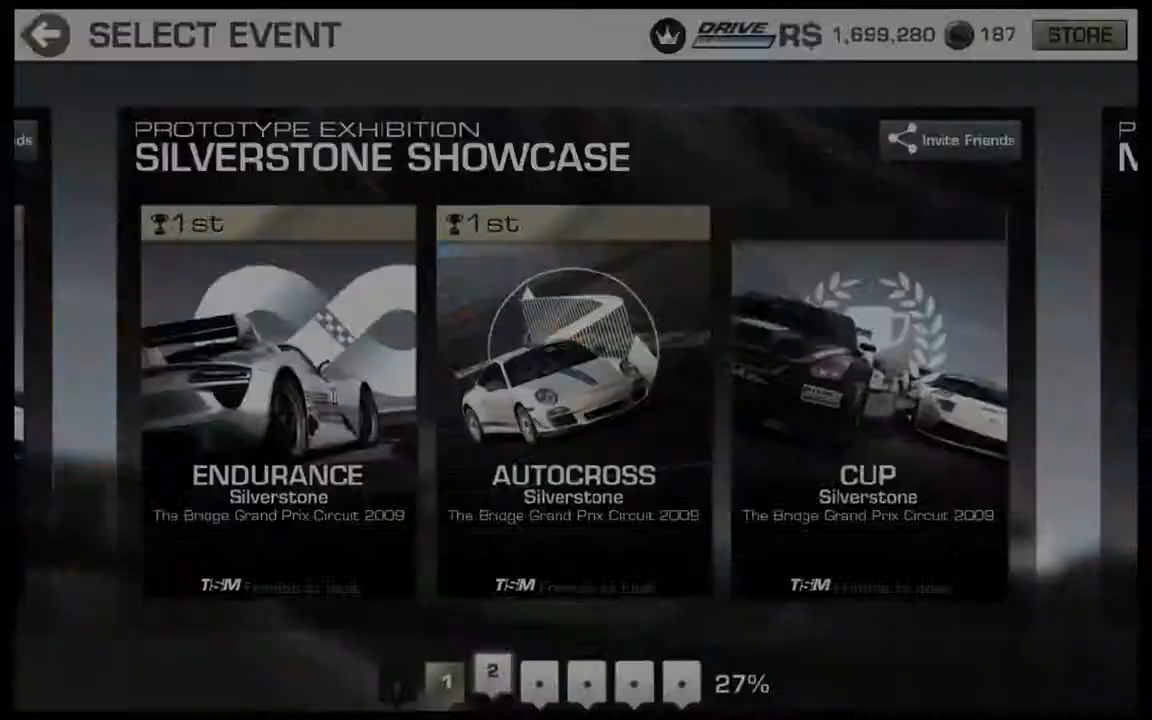 SELECT EVENT
DRIVE R$ 1,699,280 187 STORE
ds
PROTOTYPE EXHIBITION
SILVERSTONE SHOWCASE
Invite Friends
P
M
1st
1st
ENDURANCE
Silverstone
The Bridge Grand Prix Circuit 2009
TSM
AUTOCROSS
Silverstone
The Bridge Grand Prix Circuit 2009
TSM
CUP
Silverstone
The Bridge Grand Prix Circuit 2009
TSM
1 2 27%